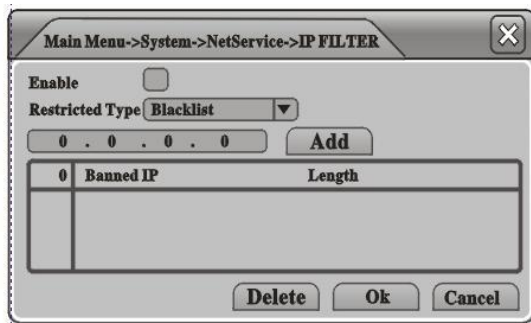 Main Menu->System->NetService->IP FILTER
Enable
Restricted Type Blacklist
0 . 0 . 0 . 0 Add
0 Banned IP Length
Delete Ok Cancel